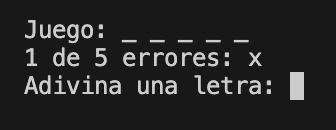 Juego: _ _ _ _ _
1 de 5 errores: x
Adivina una letra: